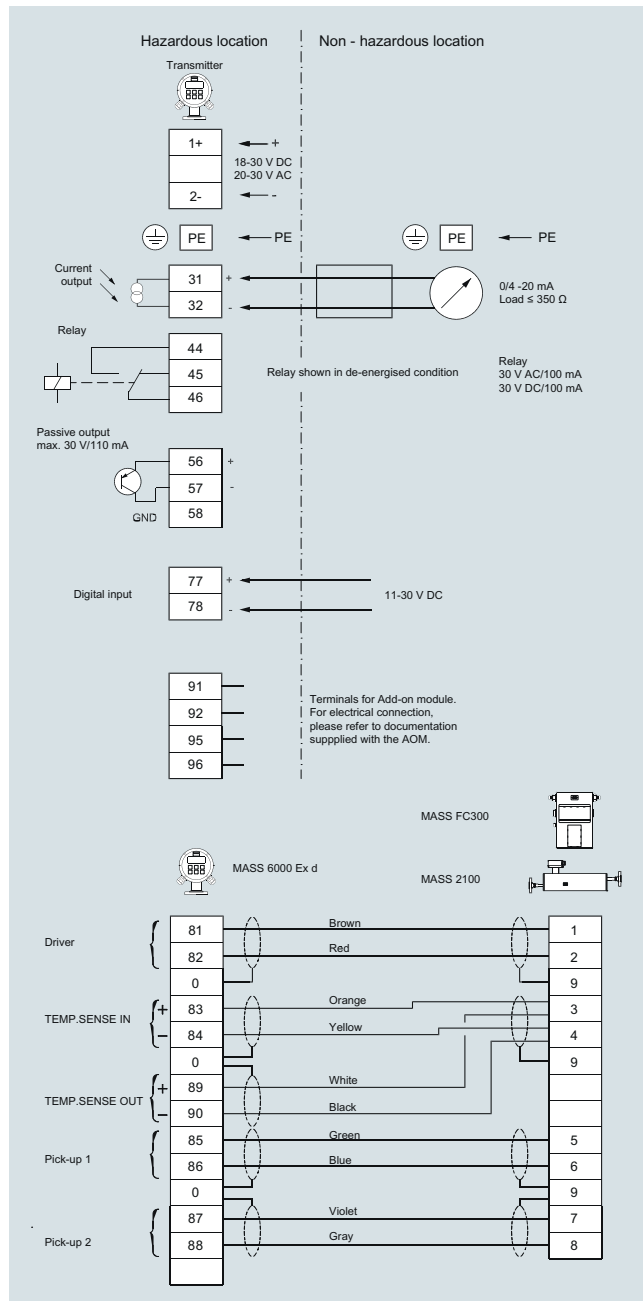 Hazardous location
Non - hazardous location
Transmitter
1+
+
18-30 V DC
20-30 V AC
2-
-
PE
PE
PE
PE
Current
output
31
+
32
-
0/4 -20 mA
Load ≤ 350 Ω
Relay
44
45
46
Relay shown in de-energised condition
Relay
30 V AC/100 mA
30 V DC/100 mA
Passive output
max. 30 V/110 mA
56
+
57
-
58
GND
Digital input
77
+
78
-
11-30 V DC
91
92
95
96
Terminals for Add-on module.
For electrical connection,
please refer to documentation
suppplied with the AOM.
MASS FC300
MASS 6000 Ex d
MASS 2100
Driver
81
Brown
1
82
Red
2
0
9
TEMP.SENSE IN
+
83
Orange
3
-
84
Yellow
4
0
9
TEMP.SENSE OUT
+
89
White
-
90
Black
Pick-up 1
85
Green
5
86
Blue
6
0
9
Pick-up 2
87
Violet
7
88
Gray
8